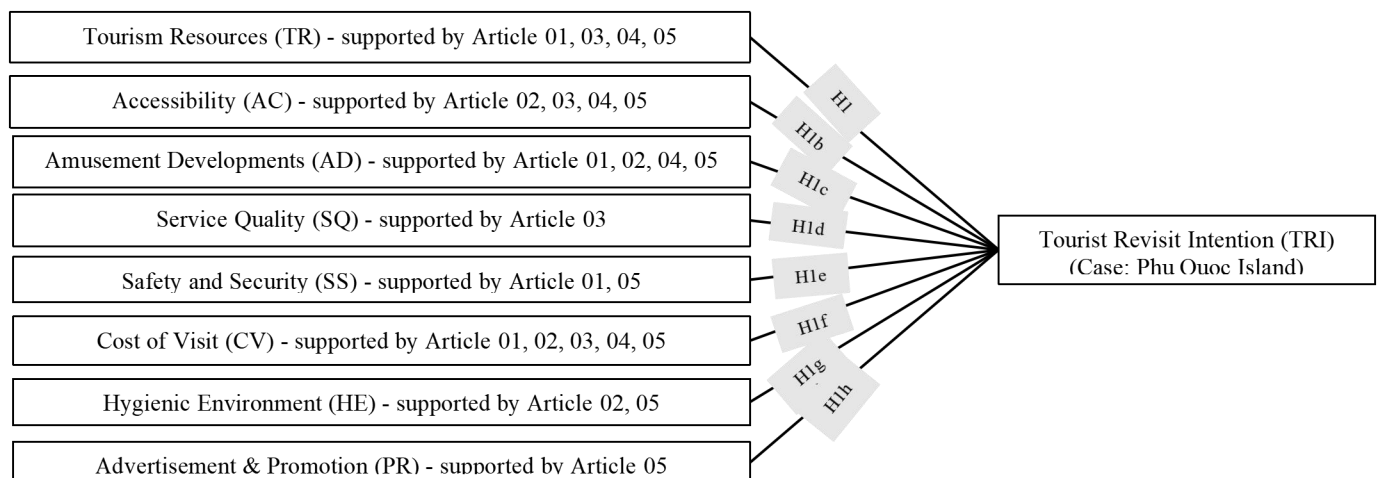 Tourism Resources (TR) - supported by Article 01, 03, 04, 05
Accessibility (AC) - supported by Article 02, 03, 04, 05
Amusement Developments (AD) - supported by Article 01, 02, 04, 05
Service Quality (SQ) - supported by Article 03
Safety and Security (SS) - supported by Article 01, 05
Cost of Visit (CV) - supported by Article 01, 02, 03, 04, 05
Hygienic Environment (HE) - supported by Article 02, 05
Advertisement & Promotion (PR) - supported by Article 05
H1
H1b
H1c
H1d
H1e
H1f
H1g
H1h
Tourist Revisit Intention (TRI)
(Case: Phu Quoc Island)